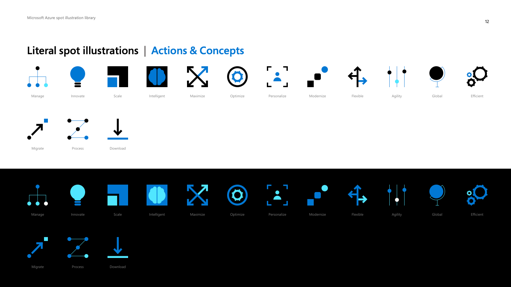 Microsoft Azure spot illustration library
12
Literal spot illustrations | Actions & Concepts
Manage Innovate Scale Intelligent Maximize Optimize Personalize Modernize Flexible Agility Global Efficient
Migrate Process Download
Manage Innovate Scale Intelligent Maximize Optimize Personalize Modernize Flexible Agility Global Efficient
Migrate Process Download